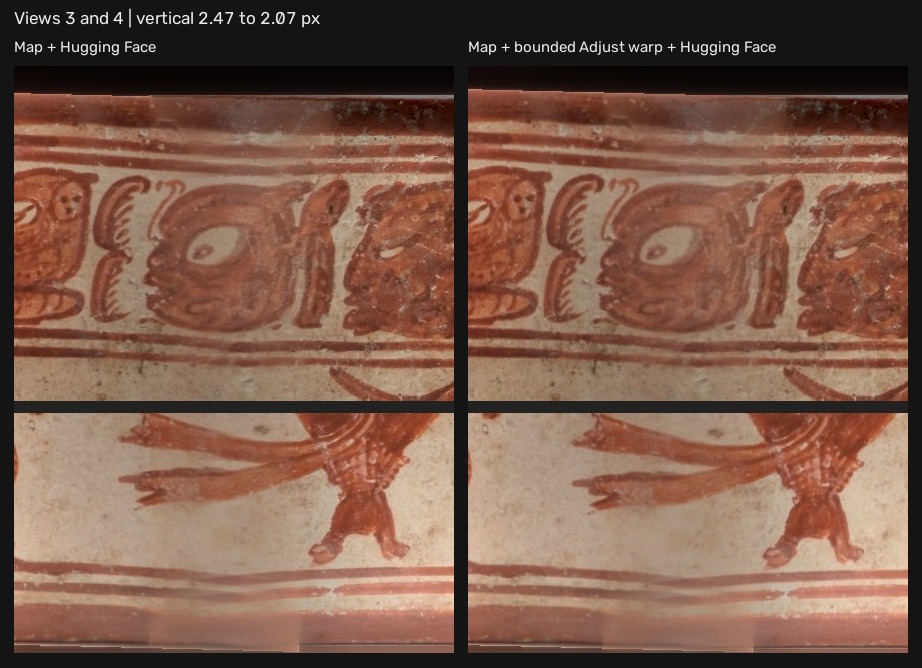 Views 3 and 4 | vertical 2.47 to 2.07 px
Map + Hugging Face
Map + bounded Adjust warp + Hugging Face